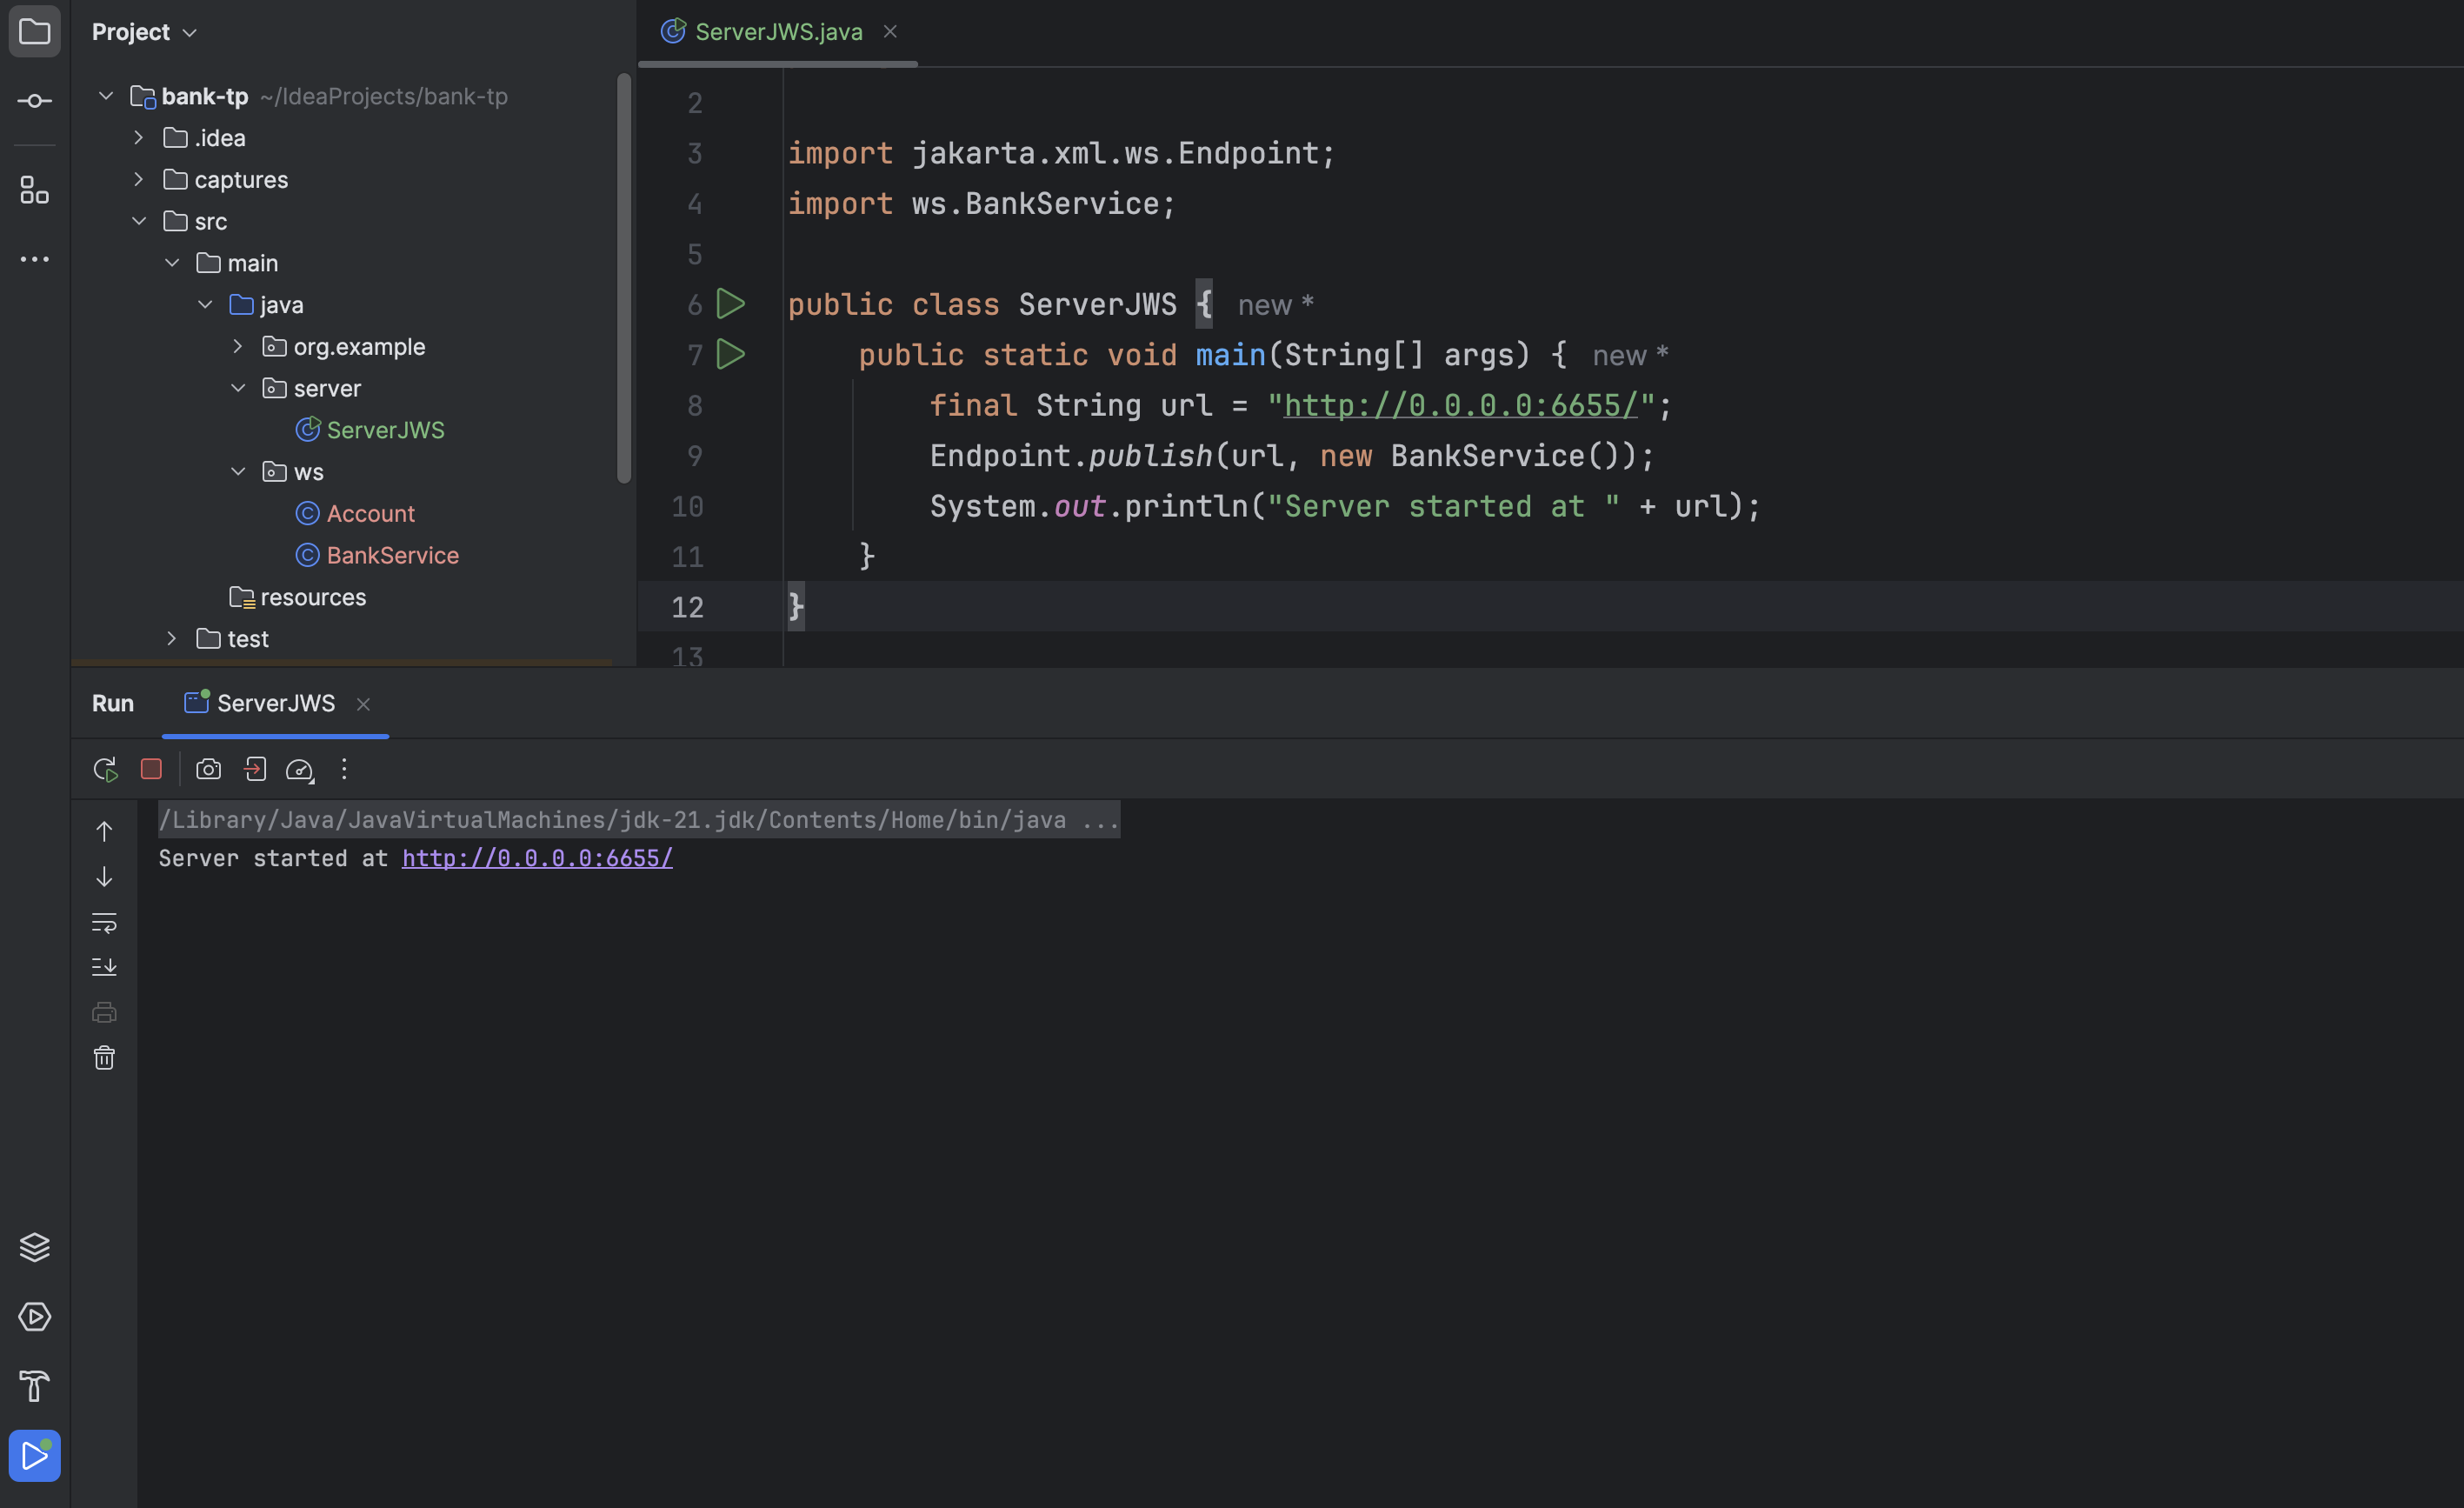 Project
bank-tp ~/IdeaProjects/bank-tp
.idea
captures
src
main
java
org.example
server
ServerJWS
ws
Account
BankService
resources
test
ServerJWS.java
2
3 import jakarta.xml.ws.Endpoint;
4 import ws.BankService;
5
6 public class ServerJWS { new *
7 public static void main(String[] args) { new *
8 final String url = "http://0.0.0.0:6655/";
9 Endpoint.publish(url, new BankService());
10 System.out.println("Server started at " + url);
11 }
12 }
13
Run ServerJWS
/Library/Java/JavaVirtualMachines/jdk-21.jdk/Contents/Home/bin/java ...
Server started at http://0.0.0.0:6655/